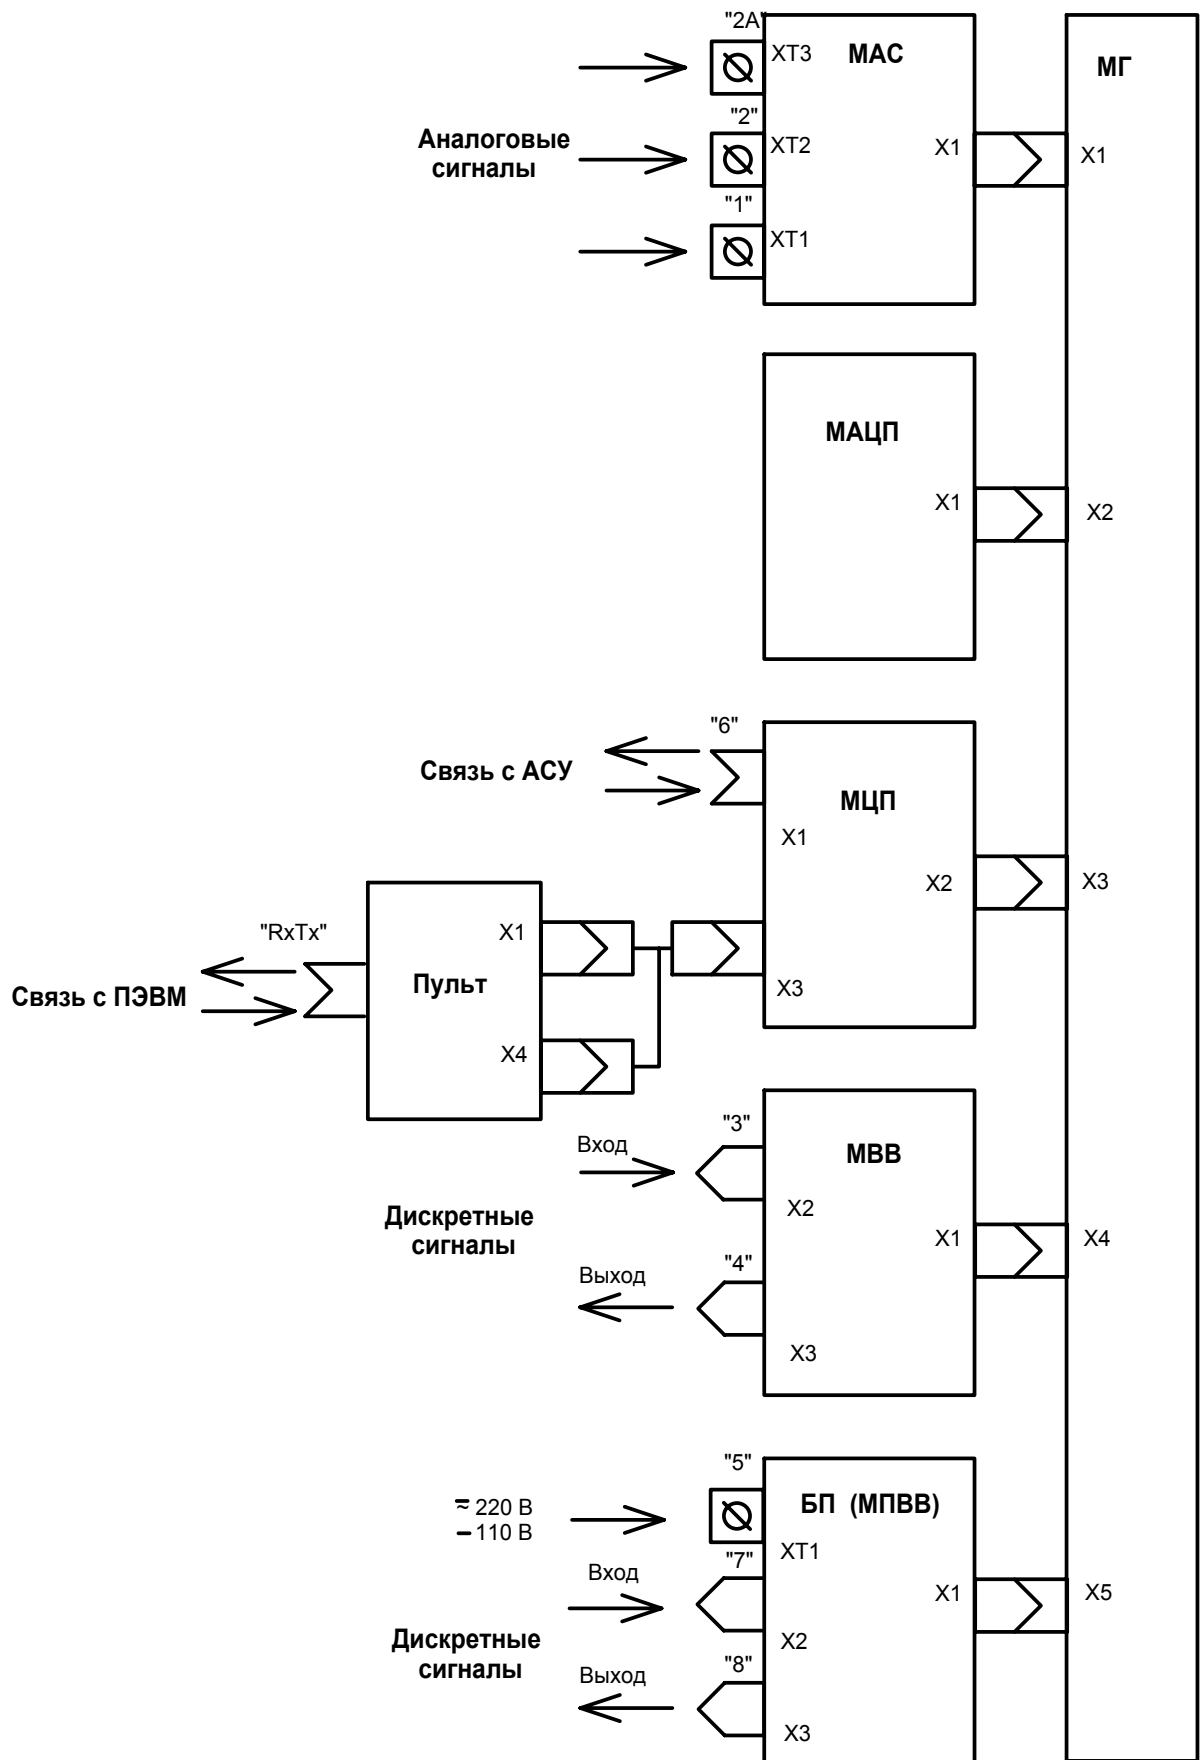 "2А"
ХТ3
МАС
МГ
"2"
Аналоговые
сигналы
ХТ2
Х1
Х1
"1"
ХТ1
МАЦП
Х1
Х2
"6"
Связь с АСУ
МЦП
Х1
Х2
Х3
"RxTx"
Х1
Связь с ПЭВМ
Пульт
Х3
Х4
"3"
Вход
МВВ
Х2
Дискретные
сигналы
Х1
Х4
"4"
Выход
Х3
"5"
БП (МПВВ)
≂ 220 В
− 110 В
ХТ1
"7"
Вход
Х1
Х5
Х2
Дискретные
сигналы
"8"
Выход
Х3